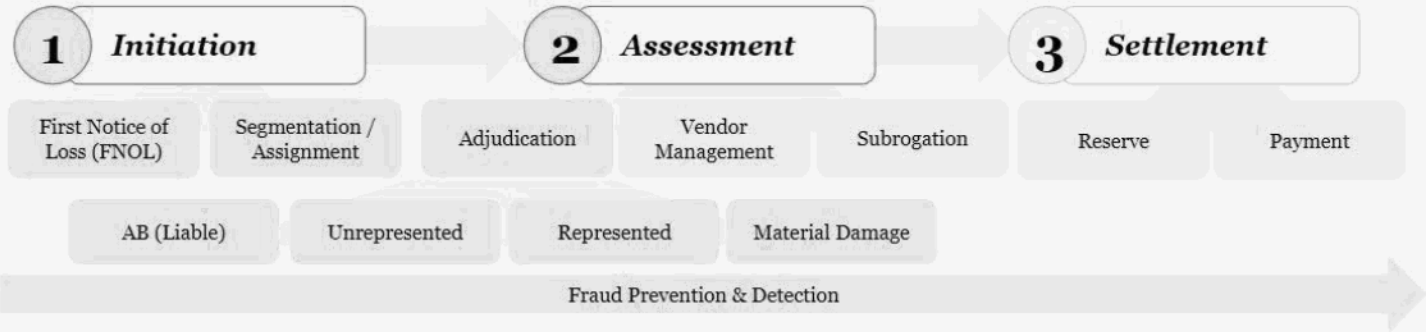 1 Initiation
2 Assessment
3 Settlement
First Notice of
Loss (FNOL)
Segmentation /
Assignment
Adjudication
Vendor
Management
Subrogation
Reserve
Payment
AB (Liable)
Unrepresented
Represented
Material Damage
Fraud Prevention & Detection